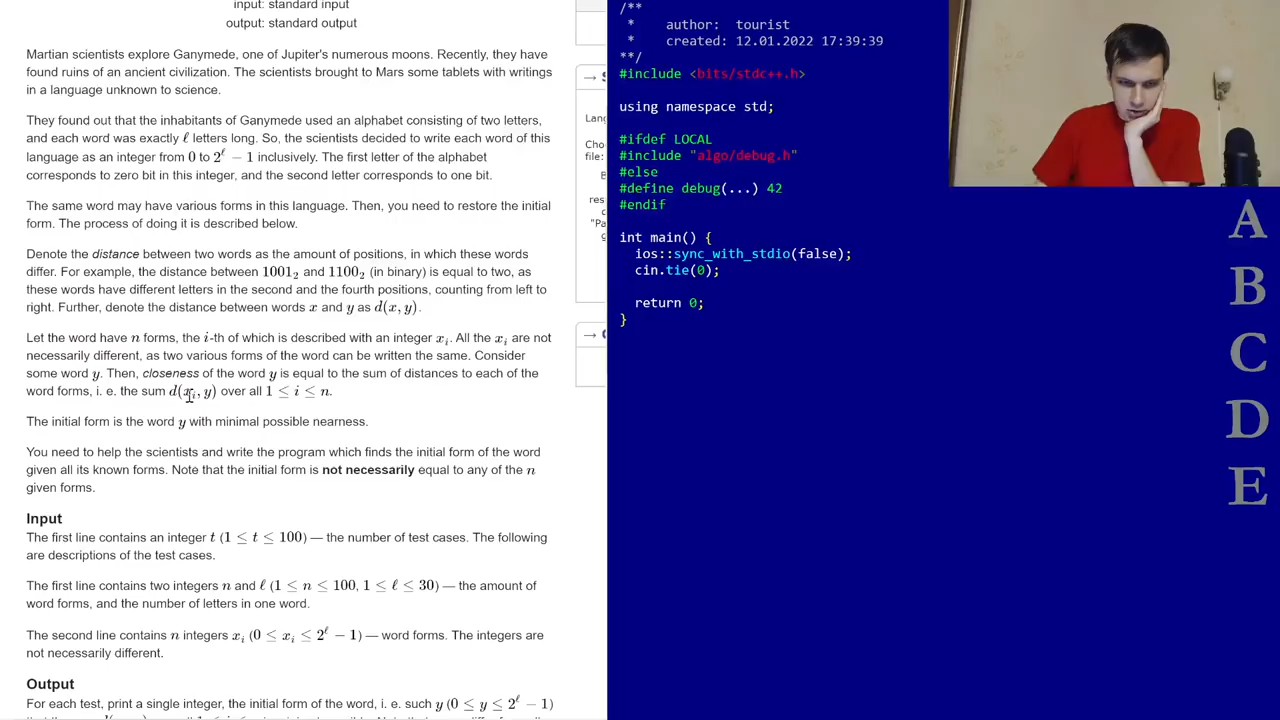 input: standard input
output: standard output
Martian scientists explore Ganymede, one of Jupiter's numerous moons. Recently, they have
found ruins of an ancient civilization. The scientists brought to Mars some tablets with writings
in a language unknown to science.
They found out that the inhabitants of Ganymede used an alphabet consisting of two letters,
and each word was exactly ℓ letters long. So, the scientists decided to write each word of this
language as an integer from 0 to 2^ℓ − 1 inclusively. The first letter of the alphabet
corresponds to zero bit in this integer, and the second letter corresponds to one bit.
The same word may have various forms in this language. Then, you need to restore the initial
form. The process of doing it is described below.
Denote the distance between two words as the amount of positions, in which these words
differ. For example, the distance between 1001₂ and 1100₂ (in binary) is equal to two, as
these words have different letters in the second and the fourth positions, counting from left to
right. Further, denote the distance between words x and y as d(x, y).
Let the word have n forms, the i-th of which is described with an integer xᵢ. All the xᵢ are not
necessarily different, as two various forms of the word can be written the same. Consider
some word y. Then, closeness of the word y is equal to the sum of distances to each of the
word forms, i. e. the sum d(xᵢ, y) over all 1 ≤ i ≤ n.
The initial form is the word y with minimal possible nearness.
You need to help the scientists and write the program which finds the initial form of the word
given all its known forms. Note that the initial form is not necessarily equal to any of the n
given forms.
Input
The first line contains an integer t (1 ≤ t ≤ 100) — the number of test cases. The following
are descriptions of the test cases.
The first line contains two integers n and ℓ (1 ≤ n ≤ 100, 1 ≤ ℓ ≤ 30) — the amount of
word forms, and the number of letters in one word.
The second line contains n integers xᵢ (0 ≤ xᵢ ≤ 2^ℓ − 1) — word forms. The integers are
not necessarily different.
Output
For each test, print a single integer, the initial form of the word, i. e. such y (0 ≤ y ≤ 2^ℓ − 1)
/**
*    author:  tourist
*    created: 12.01.2022 17:39:39
**/
#include <bits/stdc++.h>
using namespace std;
#ifdef LOCAL
#include "algo/debug.h"
#else
#define debug(...) 42
#endif
int main() {
ios::sync_with_stdio(false);
cin.tie(0);
return 0;
}
A
B
C
D
E